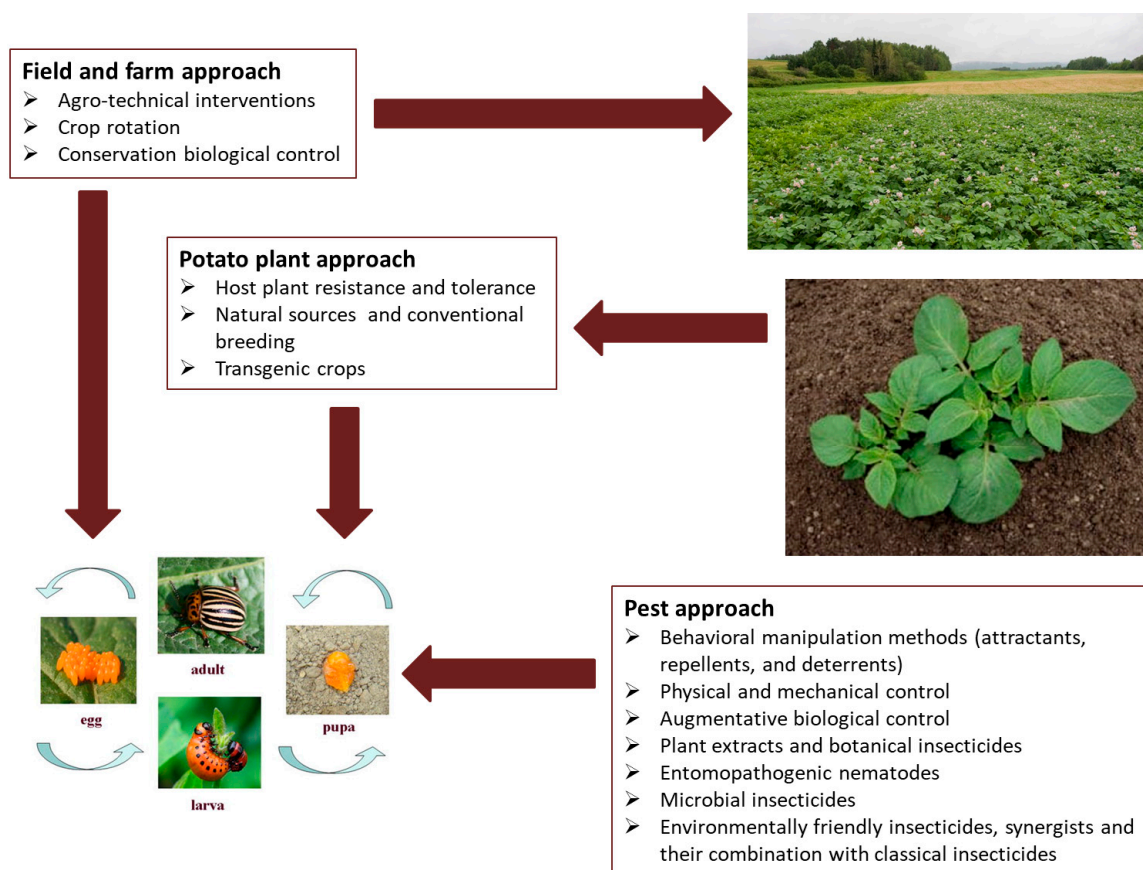 Field and farm approach
➢ Agro-technical interventions
➢ Crop rotation
➢ Conservation biological control
Potato plant approach
➢ Host plant resistance and tolerance
➢ Natural sources and conventional
breeding
➢ Transgenic crops
adult
egg
pupa
larva
Pest approach
➢ Behavioral manipulation methods (attractants,
repellents, and deterrents)
➢ Physical and mechanical control
➢ Augmentative biological control
➢ Plant extracts and botanical insecticides
➢ Entomopathogenic nematodes
➢ Microbial insecticides
➢ Environmentally friendly insecticides, synergists and
their combination with classical insecticides